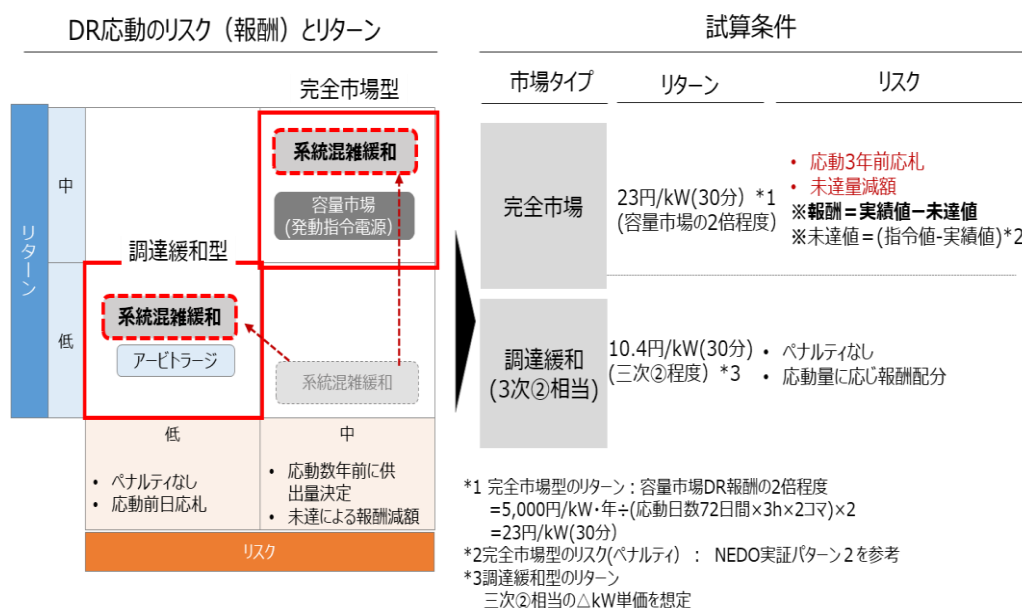 DR応動のリスク（報酬）とリターン
完全市場型
系統混雑緩和
容量市場
(発動指令電源)
中
リターン
調達緩和型
系統混雑緩和
アービトラージ
低
系統混雑緩和
低
• ペナルティなし
• 応動前日応札
中
• 応動数年前に供
出量決定
• 未達による報酬減額
リスク
試算条件
市場タイプ
リターン
リスク
完全市場
23円/kW(30分) *1
(容量市場の2倍程度)
• 応動3年前応札
• 未達量減額
※報酬＝実績値ー未達値
※未達値＝(指令値-実績値)*2
調達緩和
(3次②相当)
10.4円/kW(30分)
(三次②程度) *3
• ペナルティなし
• 応動量に応じ報酬配分
*1 完全市場型のリターン：容量市場DR報酬の2倍程度
=5,000円/kW・年÷(応動日数72日間×3h×2コマ)×2
=23円/kW(30分)
*2完全市場型のリスク(ペナルティ) ： NEDO実証パターン２を参考
*3調達緩和型のリターン
三次②相当の△kW単価を想定